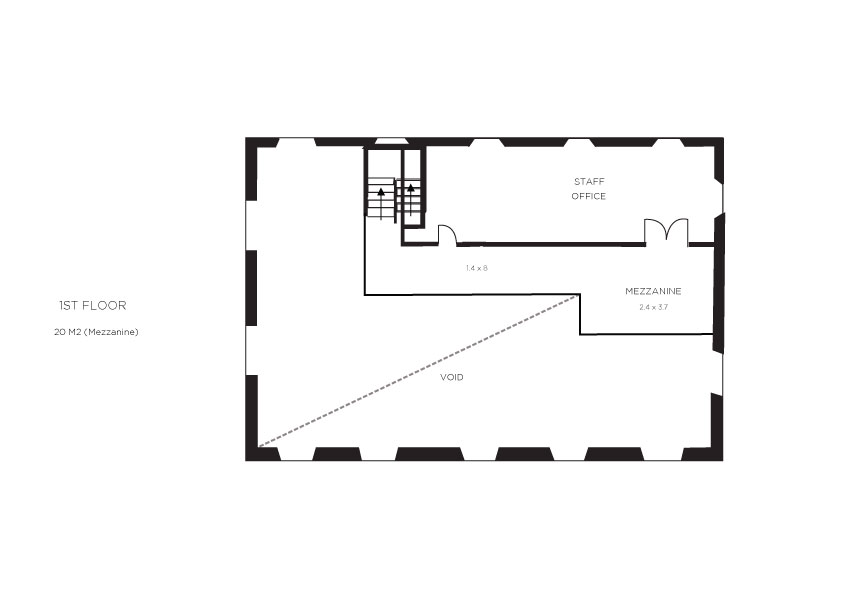 STAFF
OFFICE
1.4 x 8
MEZZANINE
2.4 x 3.7
1ST FLOOR
20 M2 (Mezzanine)
VOID